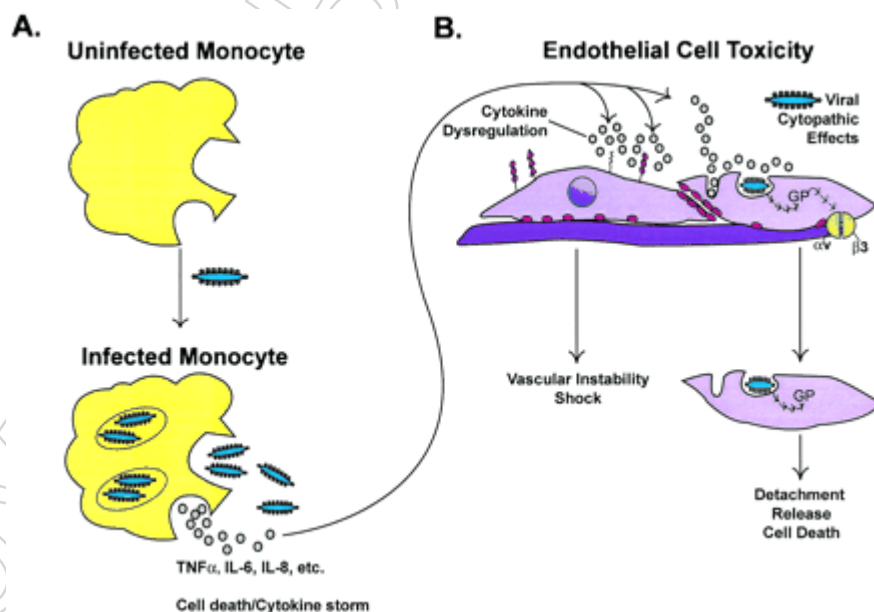 A.
Uninfected Monocyte
Infected Monocyte
TNFα, IL-6, IL-8, etc.
Cell death/Cytokine storm
B.
Endothelial Cell Toxicity
Cytokine
Dysregulation
Viral
Cytopathic
Effects
GP
αv
β3
Vascular Instability
Shock
GP
Detachment
Release
Cell Death